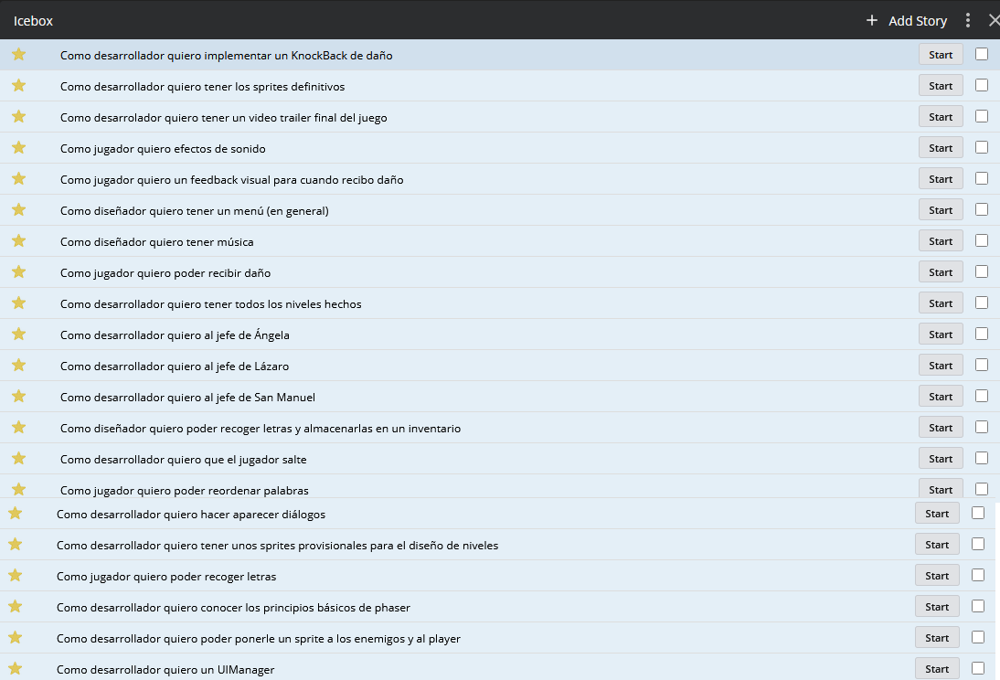 Icebox + Add Story
Como desarrollador quiero implementar un KnockBack de daño Start
Como desarrollador quiero tener los sprites definitivos Start
Como desarrolador quiero tener un video trailer final del juego Start
Como jugador quiero efectos de sonido Start
Como jugador quiero un feedback visual para cuando recibo daño Start
Como diseñador quiero tener un menú (en general) Start
Como diseñador quiero tener música Start
Como jugador quiero poder recibir daño Start
Como desarrollador quiero tener todos los niveles hechos Start
Como desarrollador quiero al jefe de Ángela Start
Como desarrollador quiero al jefe de Lázaro Start
Como desarrollador quiero al jefe de San Manuel Start
Como diseñador quiero poder recoger letras y almacenarlas en un inventario Start
Como desarrollador quiero que el jugador salte Start
Como jugador quiero poder reordenar palabras Start
Como desarrollador quiero hacer aparecer diálogos Start
Como desarrollador quiero tener unos sprites provisionales para el diseño de niveles Start
Como jugador quiero poder recoger letras Start
Como desarrollador quiero conocer los principios básicos de phaser Start
Como desarrollador quiero poder ponerle un sprite a los enemigos y al player Start
Como desarrollador quiero un UIManager Start